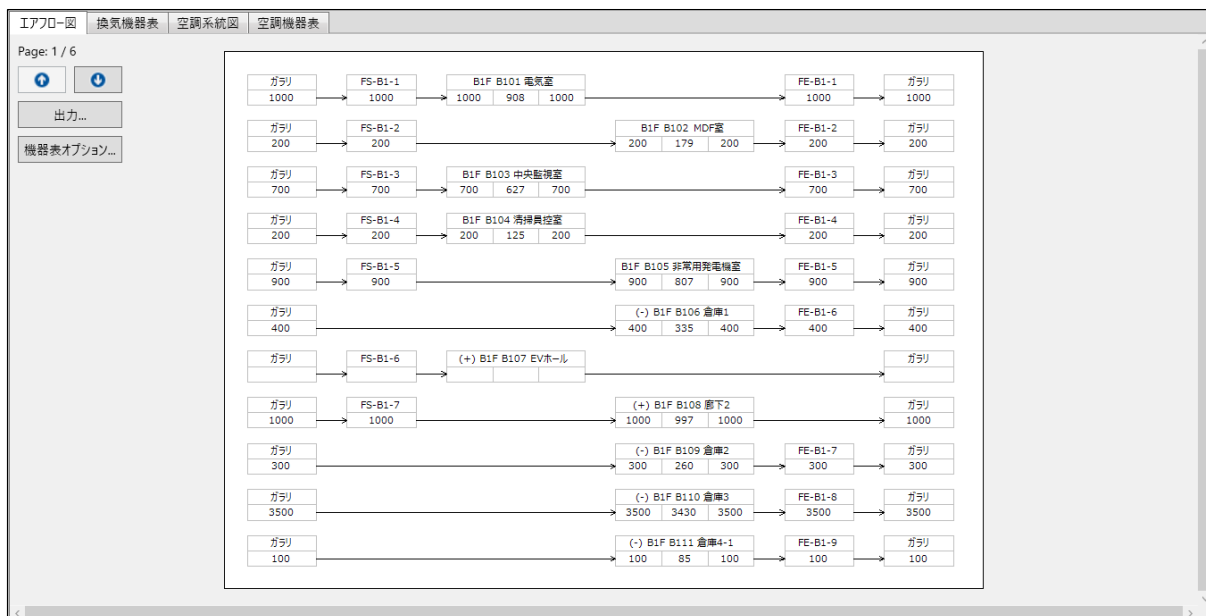 エアフロー図 換気機器表 空調系統図 空調機器表
Page: 1 / 6
出力...
機器表オプション...
ガラリ FS-B1-1 B1F B101 電気室 FE-B1-1 ガラリ
1000 1000 1000 908 1000 1000 1000
ガラリ FS-B1-2 B1F B102 MDF室 FE-B1-2 ガラリ
200 200 200 179 200 200 200
ガラリ FS-B1-3 B1F B103 中央監視室 FE-B1-3 ガラリ
700 700 700 627 700 700 700
ガラリ FS-B1-4 B1F B104 清掃員控室 FE-B1-4 ガラリ
200 200 200 125 200 200 200
ガラリ FS-B1-5 B1F B105 非常用発電機室 FE-B1-5 ガラリ
900 900 900 807 900 900 900
ガラリ (-) B1F B106 倉庫1 FE-B1-6 ガラリ
400 400 335 400 400 400
ガラリ FS-B1-6 (+) B1F B107 EVホール ガラリ
ガラリ FS-B1-7 (+) B1F B108 廊下2 ガラリ
1000 1000 1000 997 1000 1000
ガラリ (-) B1F B109 倉庫2 FE-B1-7 ガラリ
300 300 260 300 300 300
ガラリ (-) B1F B110 倉庫3 FE-B1-8 ガラリ
3500 3500 3430 3500 3500 3500
ガラリ (-) B1F B111 倉庫4-1 FE-B1-9 ガラリ
100 100 85 100 100 100